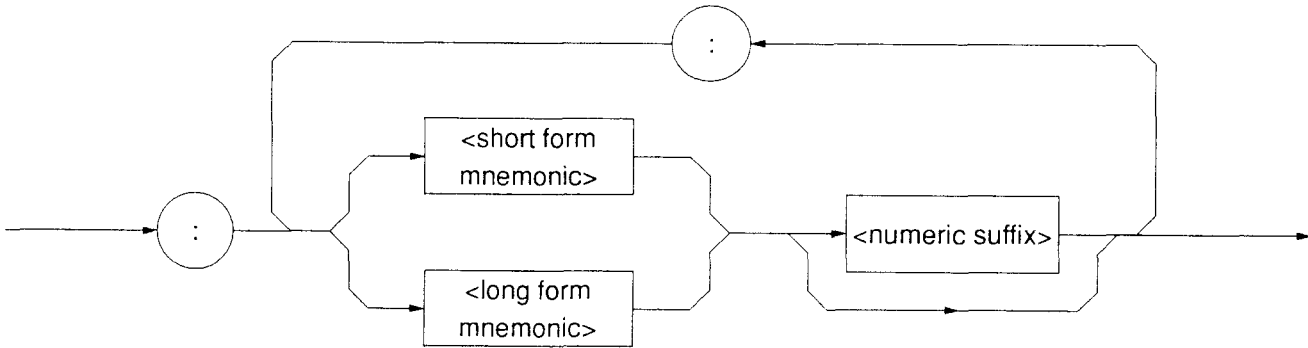 :
<short form
mnemonic>
:
<numeric suffix>
<long form
mnemonic>